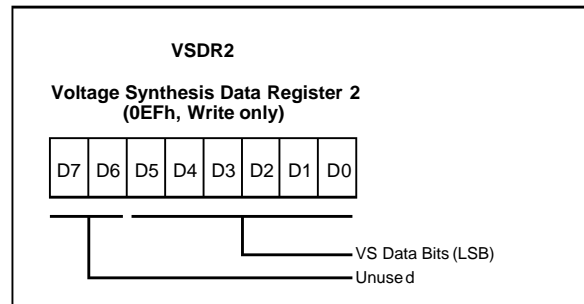 VSDR2
Voltage Synthesis Data Register 2
(0EFh, Write only)
D7 D6 D5 D4 D3 D2 D1 D0
VS Data Bits (LSB)
Unused